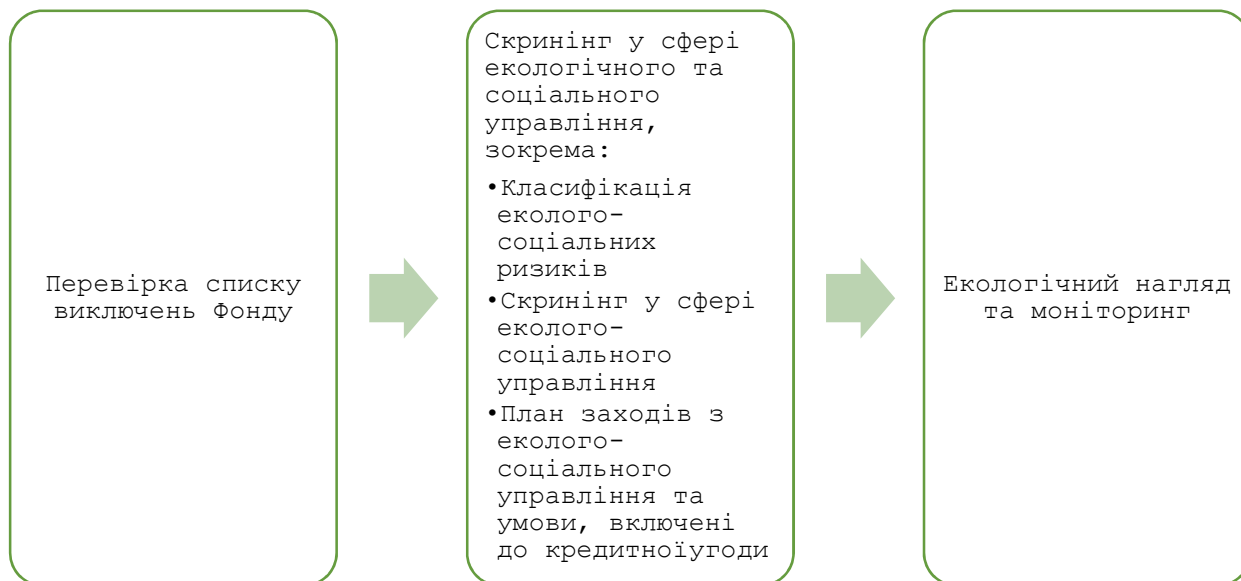 Перевірка списку
виключень Фонду
Скринінг у сфері
екологічного та
соціального
управління,
зокрема:
•Класифікація
еколого-
соціальних
ризиків
•Скринінг у сфері
еколого-
соціального
управління
•План заходів з
еколого-
соціального
управління та
умови, включені
до кредитноїугоди
Екологічний нагляд
та моніторинг